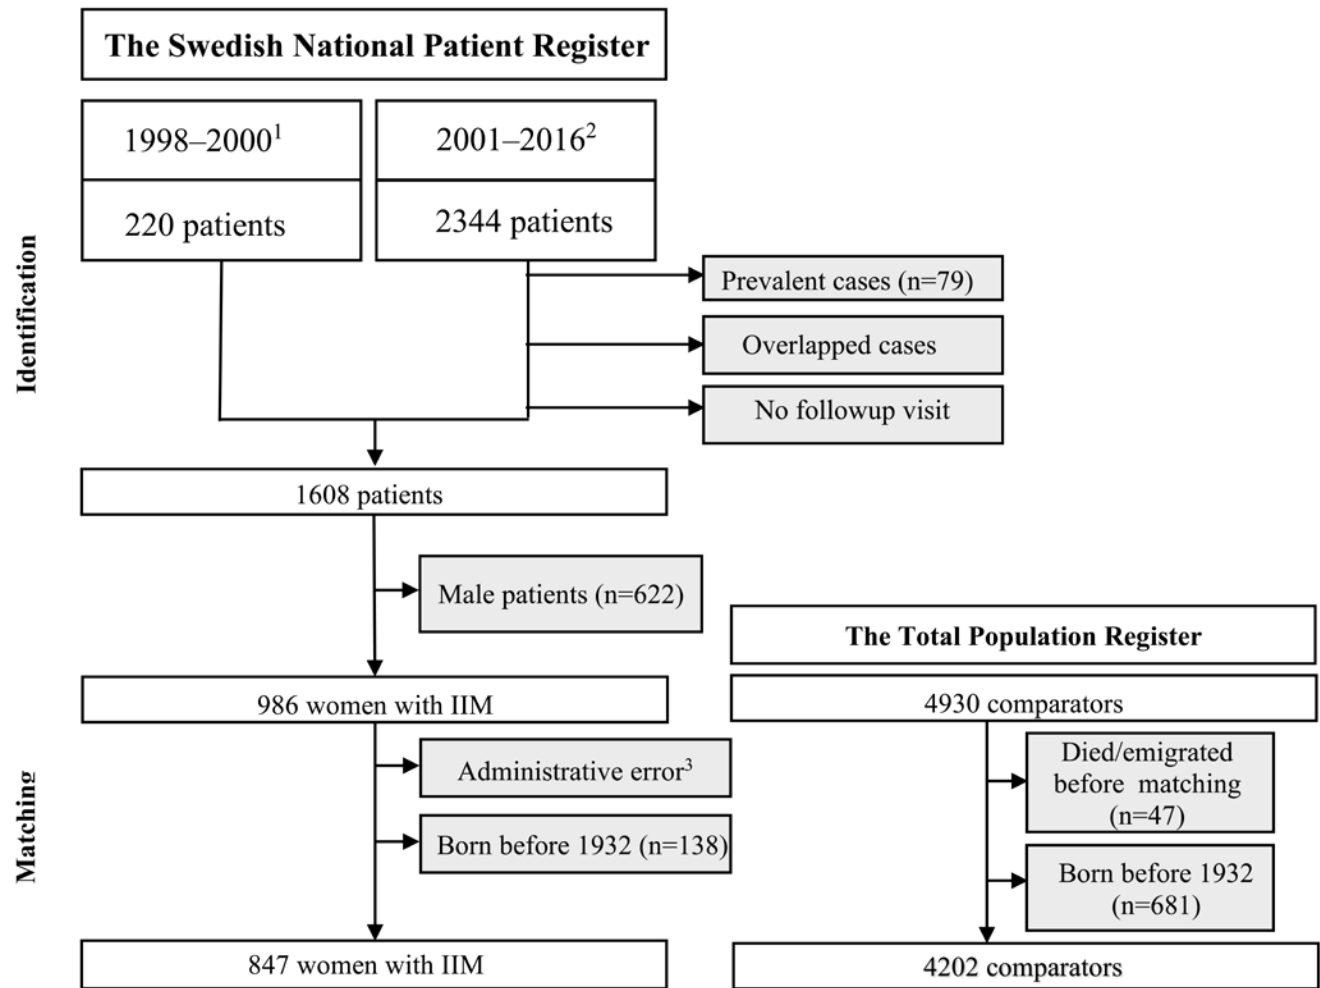 The Swedish National Patient Register
1998–2000¹
2001–2016²
220 patients
2344 patients
Identification
Prevalent cases (n=79)
Overlapped cases
No followup visit
1608 patients
Male patients (n=622)
The Total Population Register
986 women with IIM
4930 comparators
Matching
Administrative error³
Born before 1932 (n=138)
Died/emigrated
before matching
(n=47)
Born before 1932
(n=681)
847 women with IIM
4202 comparators